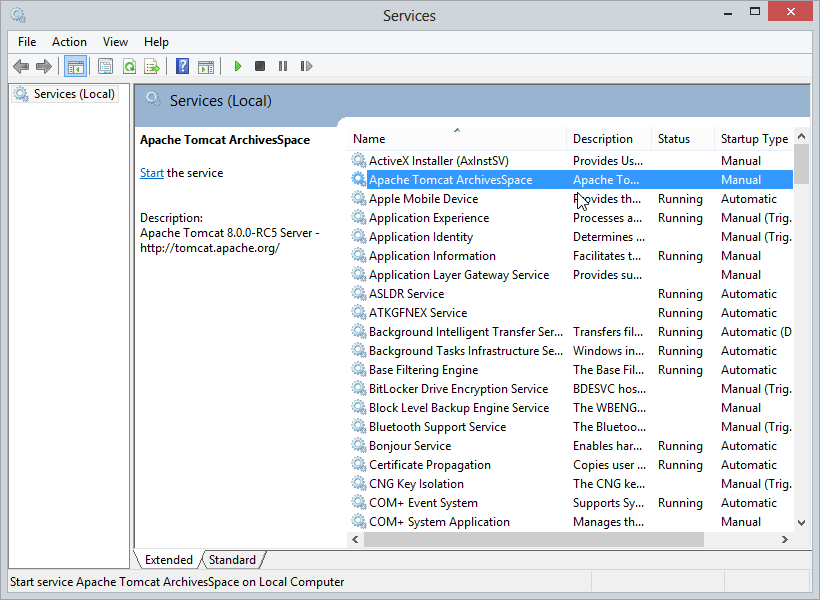 Services
File Action View Help
Services (Local)
Services (Local)
Apache Tomcat ArchivesSpace
Start the service
Description:
Apache Tomcat 8.0.0-RC5 Server -
http://tomcat.apache.org/
Name Description Status Startup Type
ActiveX Installer (AxInstSV) Provides Us... Manual
Apache Tomcat ArchivesSpace Apache To... Manual
Apple Mobile Device Provides th... Running Automatic
Application Experience Processes a... Running Manual (Trig.
Application Identity Determines ... Manual (Trig.
Application Information Facilitates t... Running Manual
Application Layer Gateway Service Provides su... Manual
ASLDR Service Running Automatic
ATKGFNEX Service Running Automatic
Background Intelligent Transfer Ser... Transfers fil... Running Automatic (D
Background Tasks Infrastructure Se... Windows in... Running Automatic
Base Filtering Engine The Base Fil... Running Automatic
BitLocker Drive Encryption Service BDESVC hos... Manual (Trig.
Block Level Backup Engine Service The WBENG... Manual
Bluetooth Support Service The Bluetoo... Manual (Trig.
Bonjour Service Enables har... Running Automatic
Certificate Propagation Copies user ... Running Automatic
CNG Key Isolation The CNG ke... Manual (Trig.
COM+ Event System Supports Sy... Running Automatic
COM+ System Application Manages th... Manual
Extended Standard
Start service Apache Tomcat ArchivesSpace on Local Computer